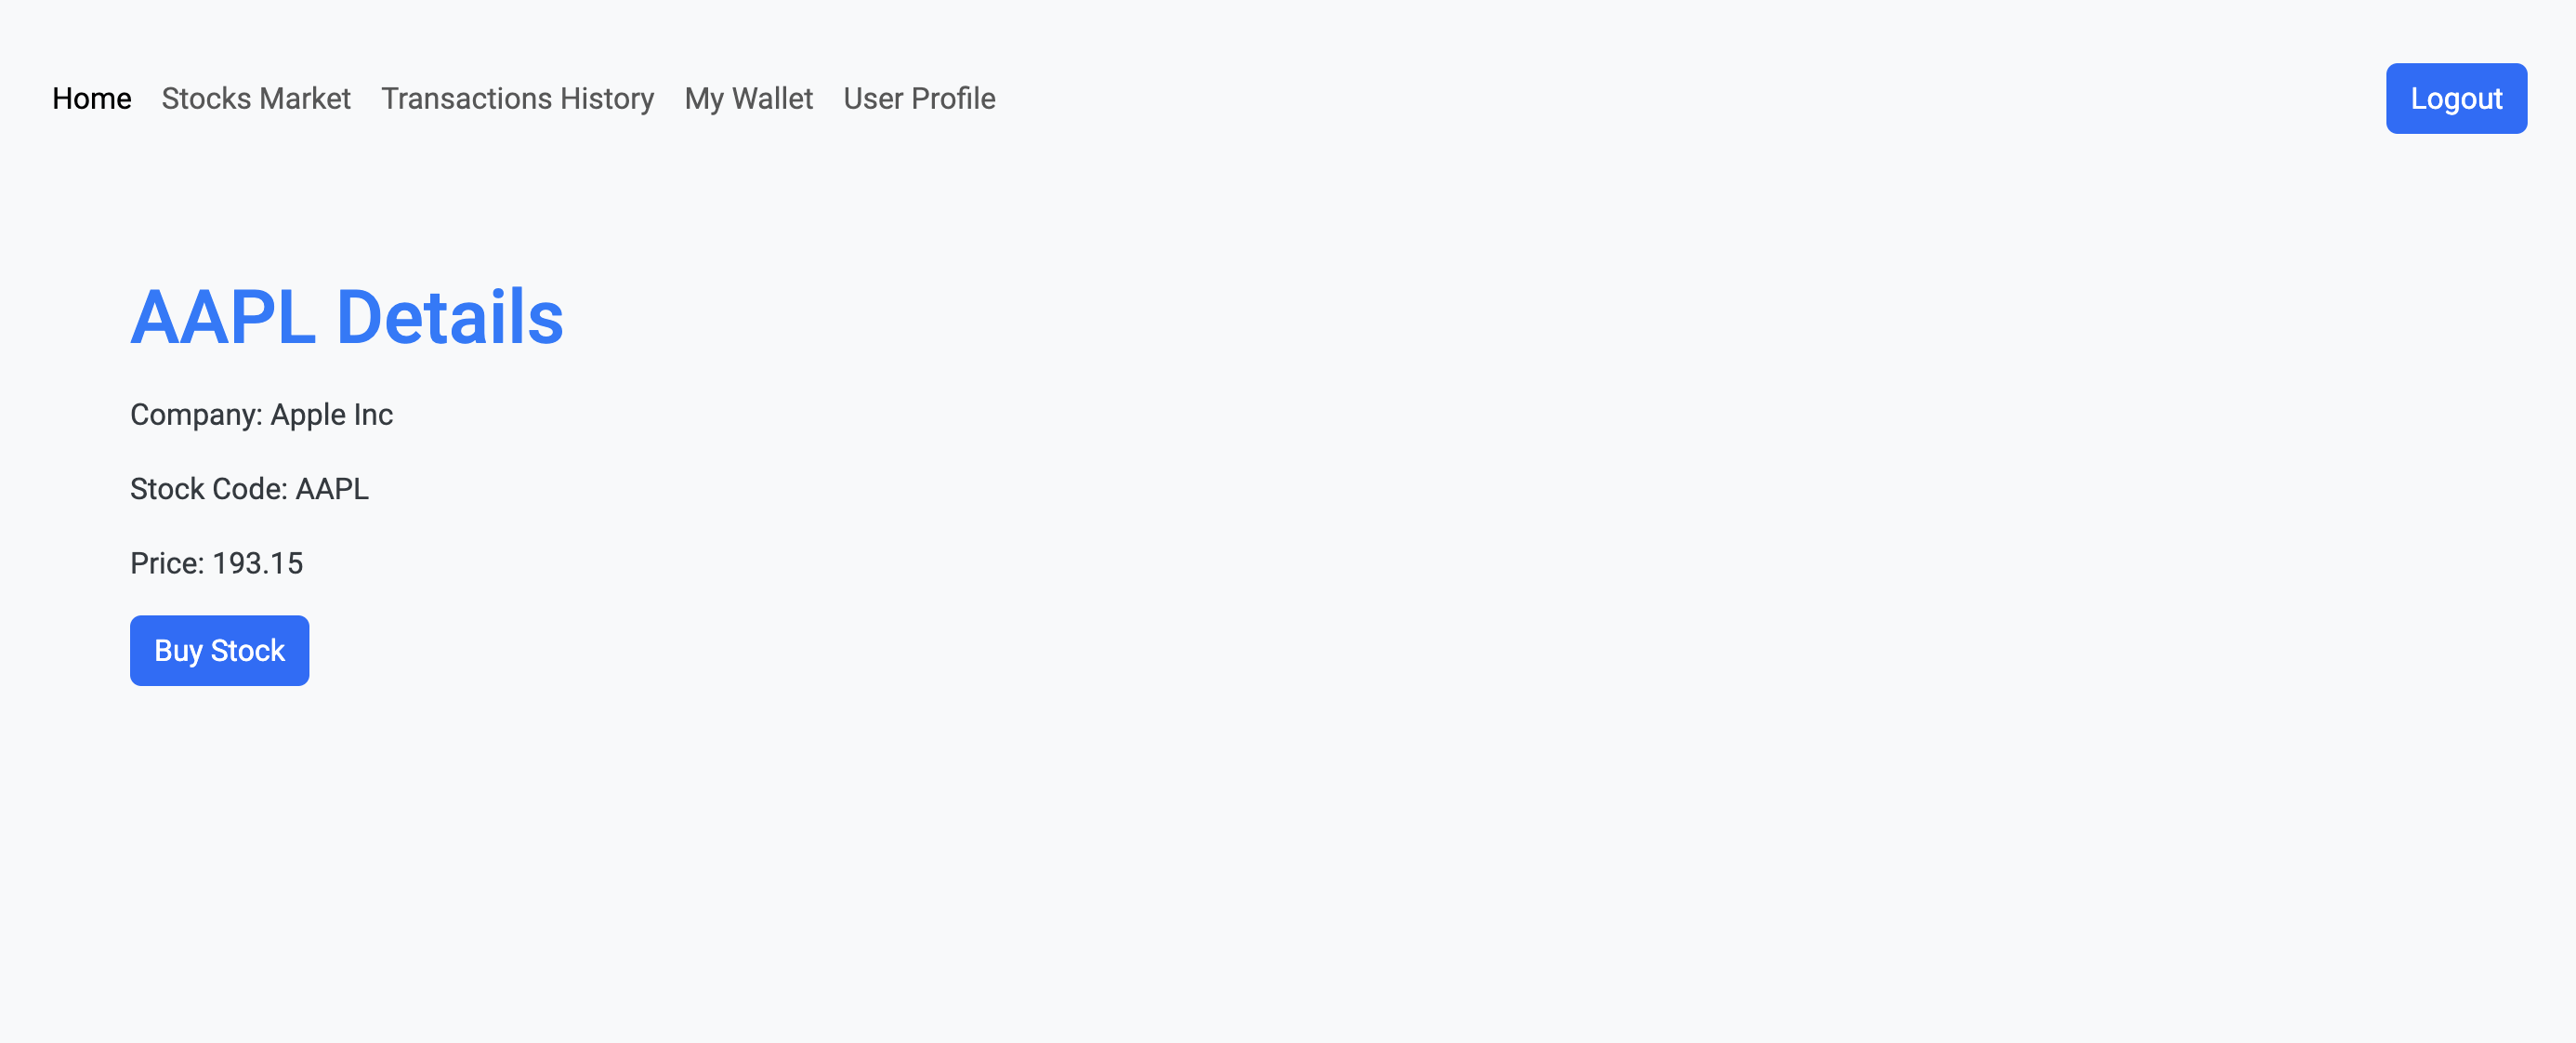 Home Stocks Market Transactions History My Wallet User Profile Logout
AAPL Details
Company: Apple Inc
Stock Code: AAPL
Price: 193.15
Buy Stock